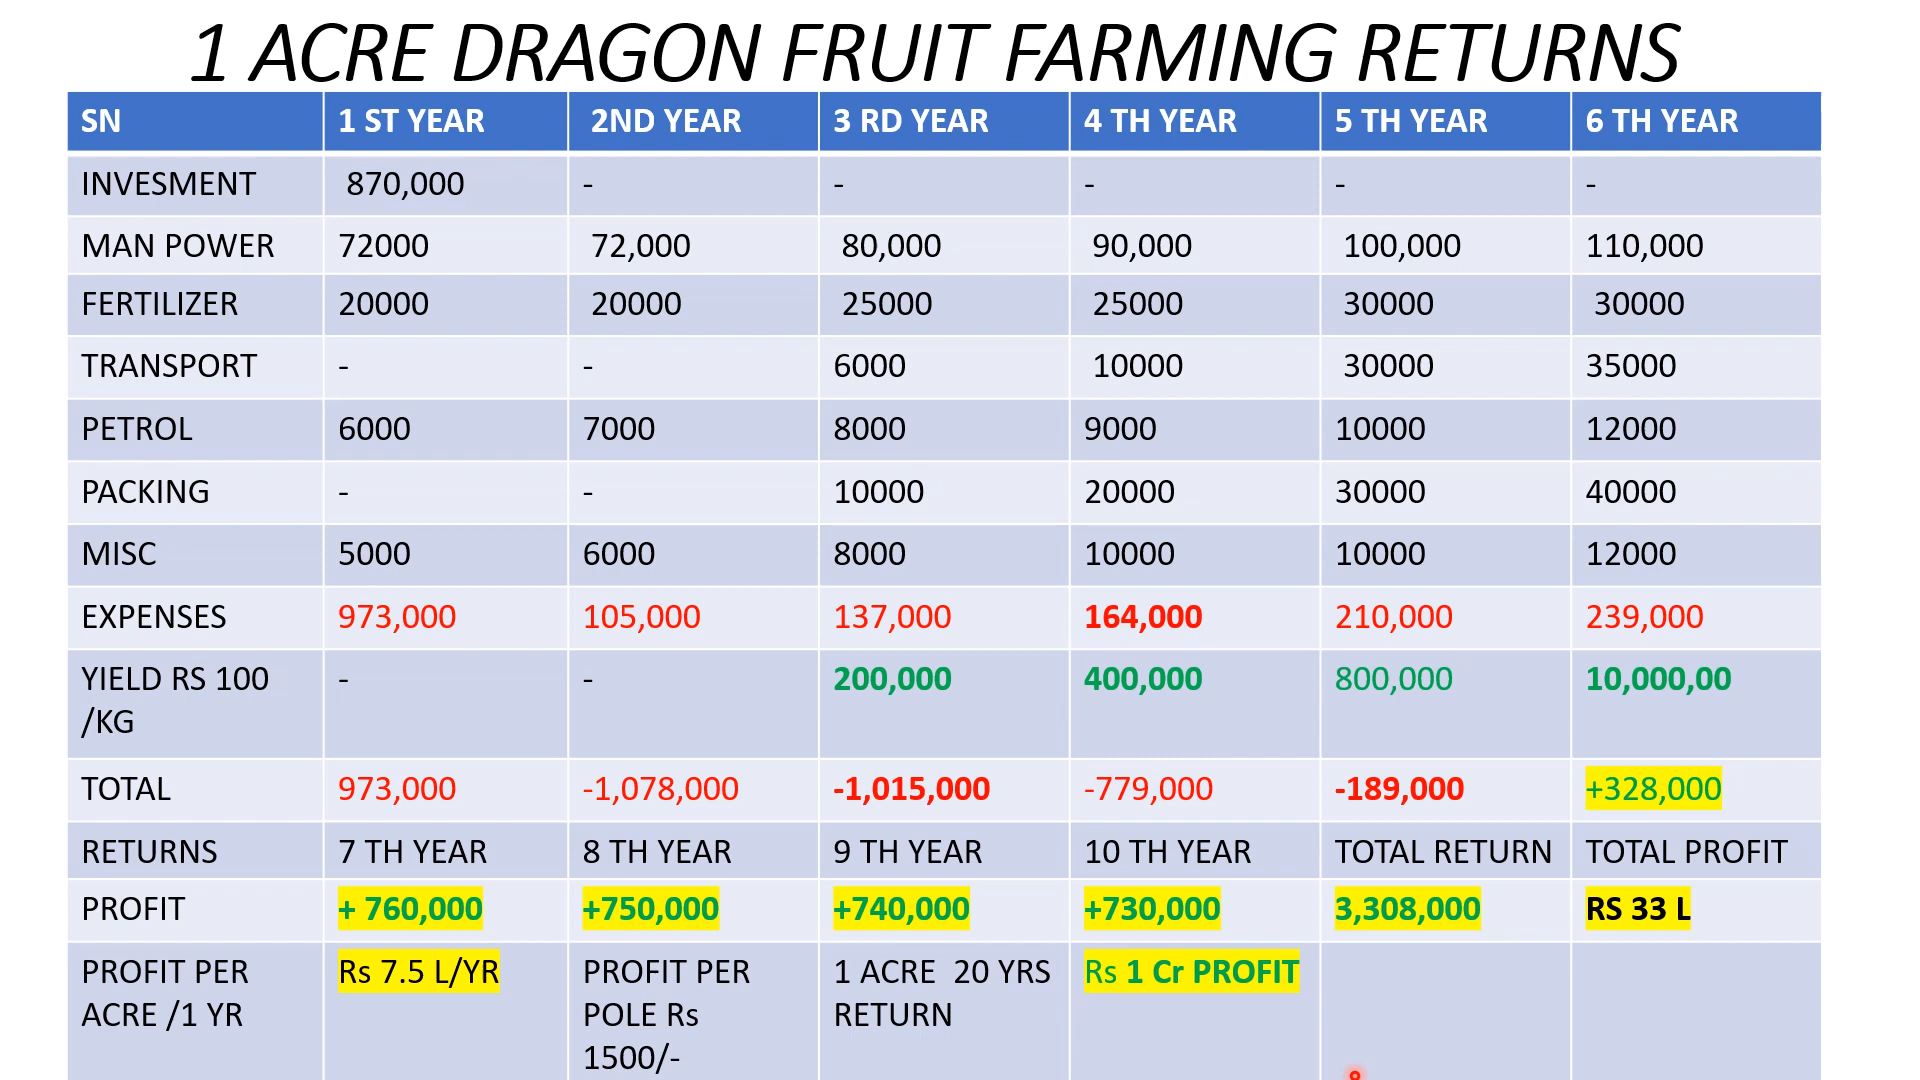 1 ACRE DRAGON FRUIT FARMING RETURNS
SN 1 ST YEAR 2ND YEAR 3 RD YEAR 4 TH YEAR 5 TH YEAR 6 TH YEAR
INVESMENT 870,000 - - - - -
MAN POWER 72000 72,000 80,000 90,000 100,000 110,000
FERTILIZER 20000 20000 25000 25000 30000 30000
TRANSPORT - - 6000 10000 30000 35000
PETROL 6000 7000 8000 9000 10000 12000
PACKING - - 10000 20000 30000 40000
MISC 5000 6000 8000 10000 10000 12000
EXPENSES 973,000 105,000 137,000 164,000 210,000 239,000
YIELD RS 100 - - 200,000 400,000 800,000 10,000,00
/KG
TOTAL 973,000 -1,078,000 -1,015,000 -779,000 -189,000 +328,000
RETURNS 7 TH YEAR 8 TH YEAR 9 TH YEAR 10 TH YEAR TOTAL RETURN TOTAL PROFIT
PROFIT + 760,000 +750,000 +740,000 +730,000 3,308,000 RS 33 L
PROFIT PER Rs 7.5 L/YR PROFIT PER 1 ACRE 20 YRS Rs 1 Cr PROFIT
ACRE /1 YR POLE Rs RETURN
1500/-